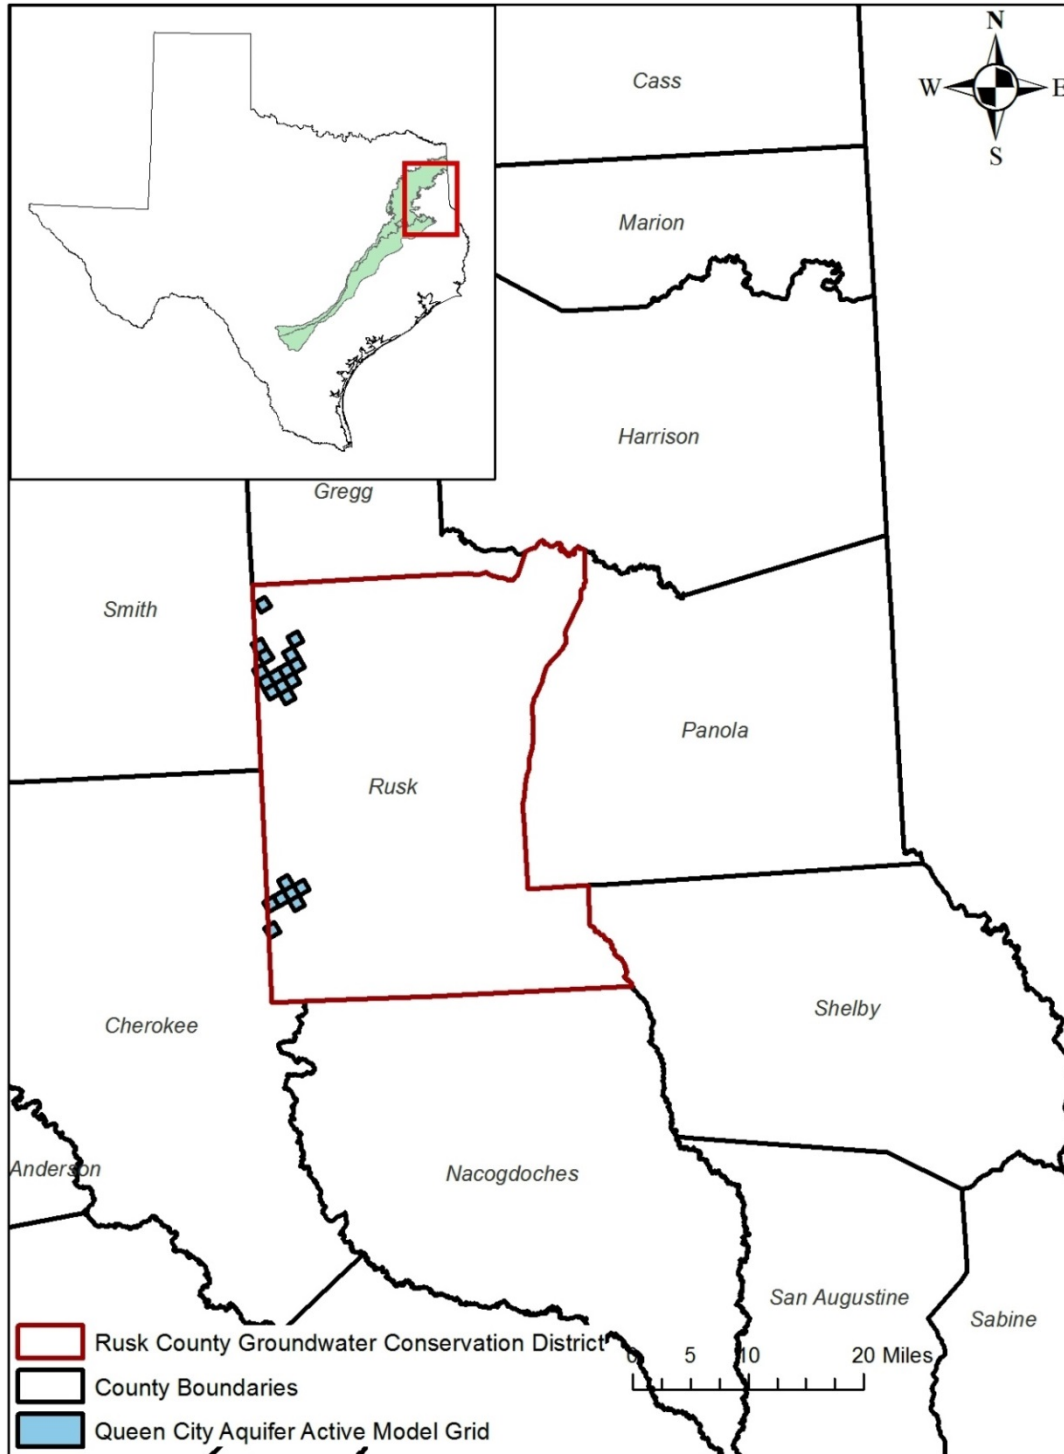 N
W E
S
Cass
Marion
Harrison
Gregg
Smith
Panola
Rusk
Cherokee
Shelby
Anderson
Nacogdoches
San Augustine
Sabine
Rusk County Groundwater Conservation District
0 5 10 20 Miles
County Boundaries
Queen City Aquifer Active Model Grid